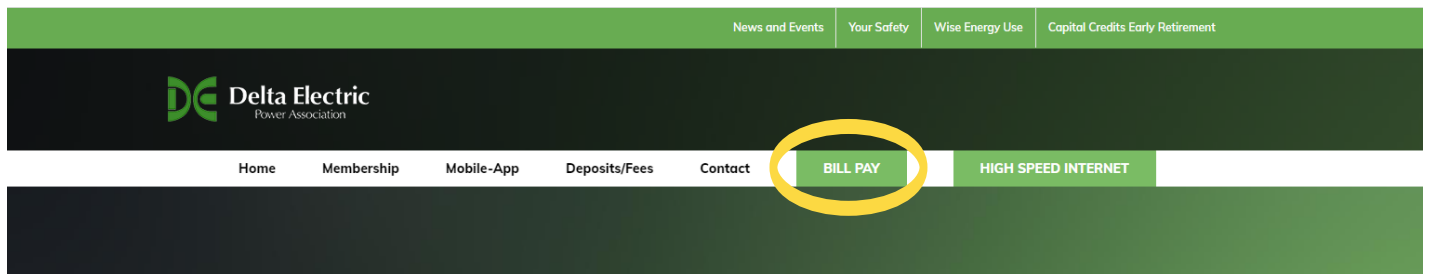 News and Events Your Safety Wise Energy Use Capital Credits Early Retirement
DE Delta Electric
Power Association
Home Membership Mobile-App Deposits/Fees Contact BILL PAY HIGH SPEED INTERNET